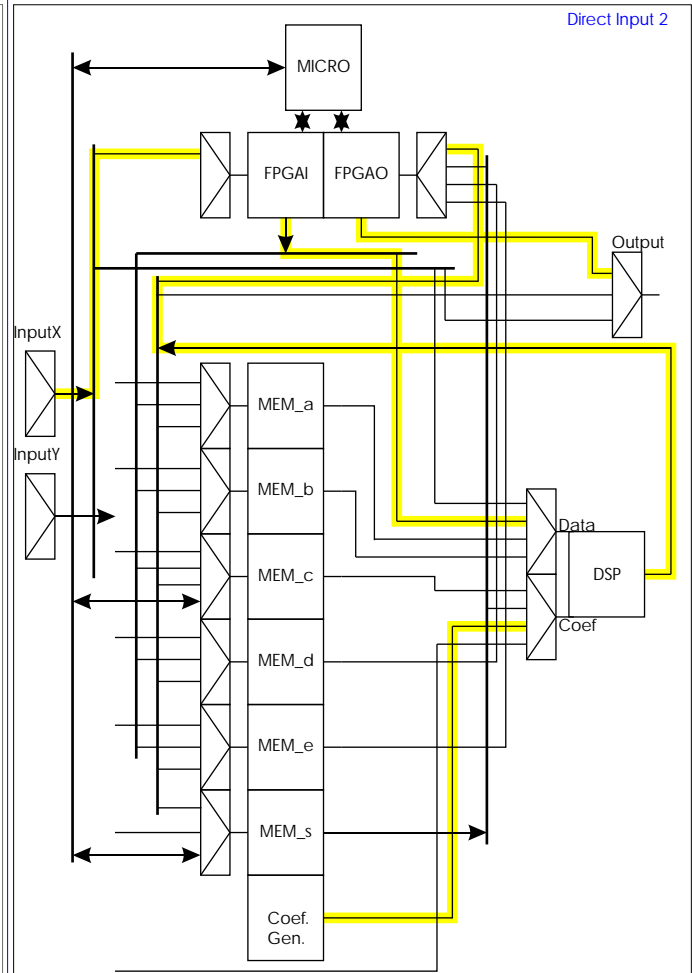 Direct Input 2
MICRO
FPGAI
FPGAO
Output
InputX
MEM_a
InputY
MEM_b
Data
MEM_c
DSP
Coef
MEM_d
MEM_e
MEM_s
Coef.
Gen.